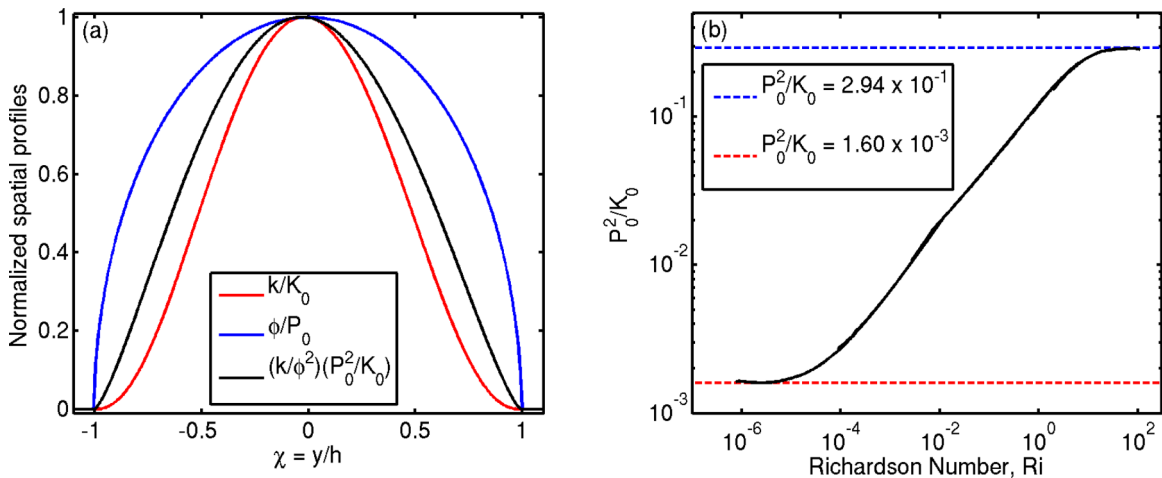 (a)
Normalized spatial profiles
1
0.8
0.6
0.4
0.2
0
-1
-0.5
0
0.5
1
χ = y/h
k/K₀
ϕ/P₀
(k/ϕ²)(P₀²/K₀)
(b)
P₀²/K₀
10⁰
10⁻¹
10⁻²
10⁻³
10⁻⁶
10⁻⁴
10⁻²
10⁰
10²
Richardson Number, Ri
P₀²/K₀ = 2.94 x 10⁻¹
P₀²/K₀ = 1.60 x 10⁻³